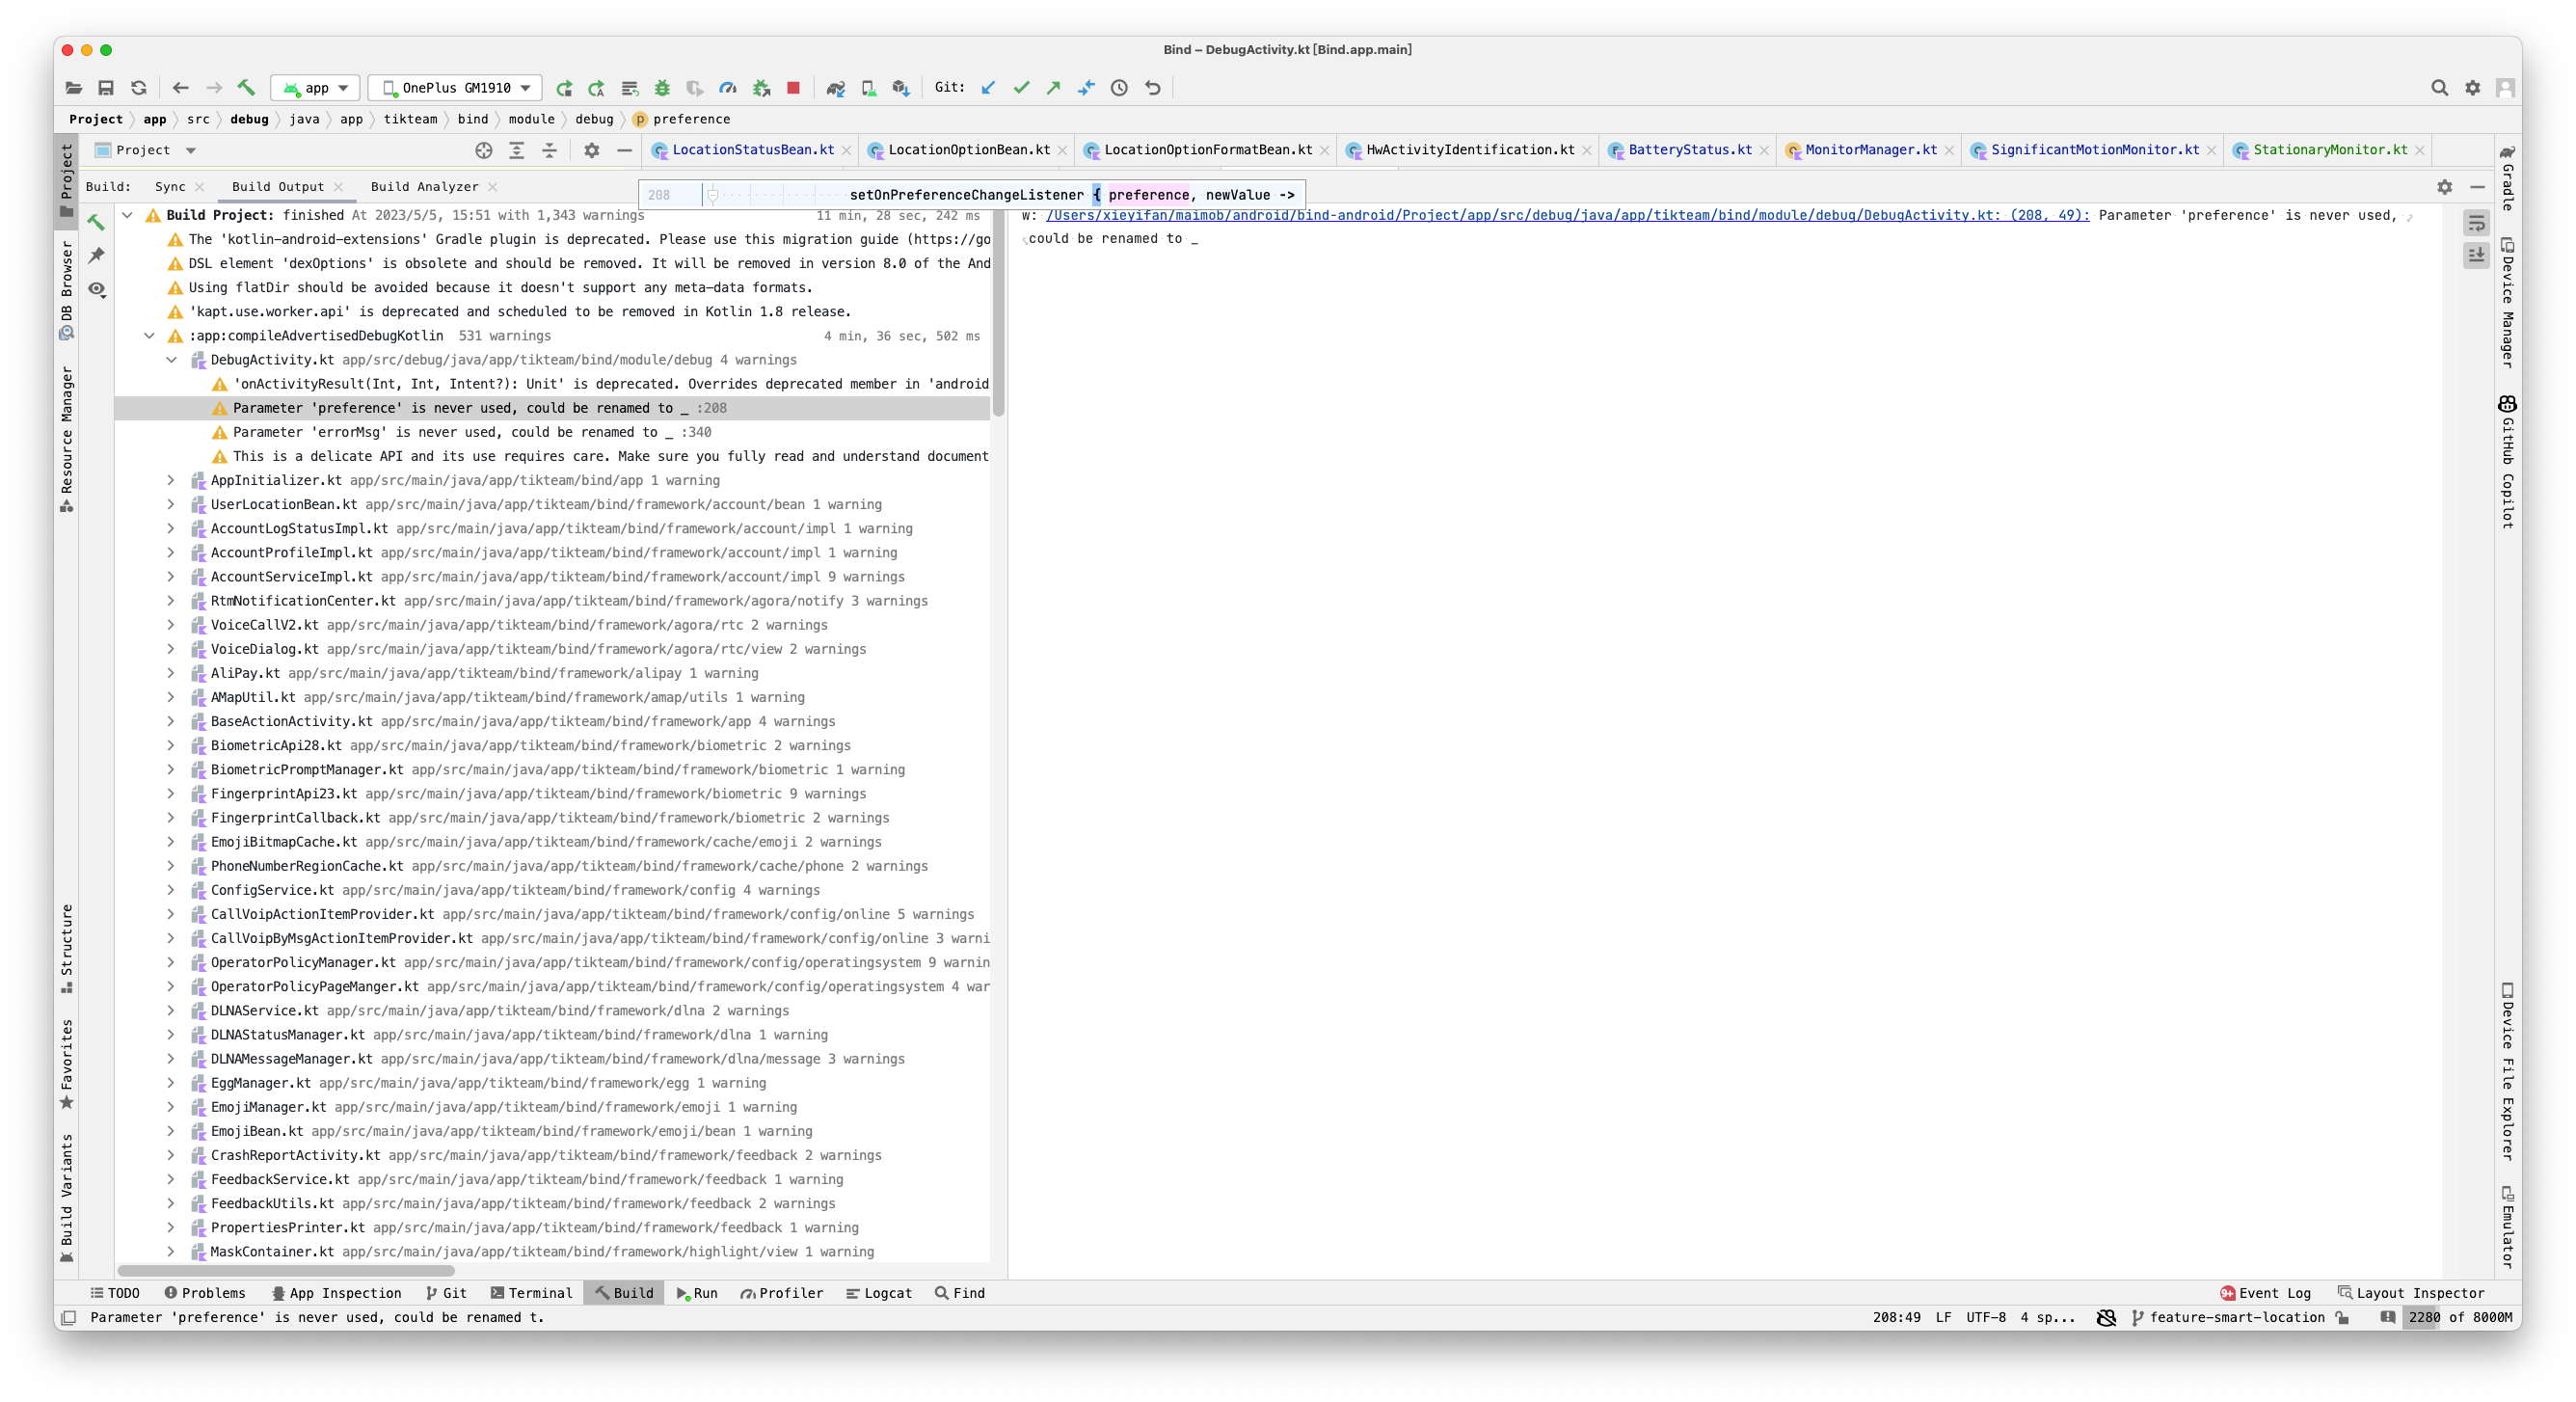 Bind – DebugActivity.kt [Bind.app.main]
app
OnePlus GM1910
Git:
Project
app
src
debug
java
app
tikteam
bind
module
debug
preference
Project
LocationStatusBean.kt
LocationOptionBean.kt
LocationOptionFormatBean.kt
HwActivityIdentification.kt
BatteryStatus.kt
MonitorManager.kt
SignificantMotionMonitor.kt
StationaryMonitor.kt
Build:
Sync
Build Output
Build Analyzer
208 setOnPreferenceChangeListener { preference, newValue ->
Build Project: finished At 2023/5/5, 15:51 with 1,343 warnings 11 min, 28 sec, 242 ms
The 'kotlin-android-extensions' Gradle plugin is deprecated. Please use this migration guide (https://go
DSL element 'dexOptions' is obsolete and should be removed. It will be removed in version 8.0 of the And
Using flatDir should be avoided because it doesn't support any meta-data formats.
'kapt.use.worker.api' is deprecated and scheduled to be removed in Kotlin 1.8 release.
:app:compileAdvertisedDebugKotlin 531 warnings 4 min, 36 sec, 502 ms
DebugActivity.kt app/src/debug/java/app/tikteam/bind/module/debug 4 warnings
'onActivityResult(Int, Int, Intent?): Unit' is deprecated. Overrides deprecated member in 'android
Parameter 'preference' is never used, could be renamed to _ :208
Parameter 'errorMsg' is never used, could be renamed to _ :340
This is a delicate API and its use requires care. Make sure you fully read and understand document
AppInitializer.kt app/src/main/java/app/tikteam/bind/app 1 warning
UserLocationBean.kt app/src/main/java/app/tikteam/bind/framework/account/bean 1 warning
AccountLogStatusImpl.kt app/src/main/java/app/tikteam/bind/framework/account/impl 1 warning
AccountProfileImpl.kt app/src/main/java/app/tikteam/bind/framework/account/impl 1 warning
AccountServiceImpl.kt app/src/main/java/app/tikteam/bind/framework/account/impl 9 warnings
RtmNotificationCenter.kt app/src/main/java/app/tikteam/bind/framework/agora/notify 3 warnings
VoiceCallV2.kt app/src/main/java/app/tikteam/bind/framework/agora/rtc 2 warnings
VoiceDialog.kt app/src/main/java/app/tikteam/bind/framework/agora/rtc/view 2 warnings
AliPay.kt app/src/main/java/app/tikteam/bind/framework/alipay 1 warning
AMapUtil.kt app/src/main/java/app/tikteam/bind/framework/amap/utils 1 warning
BaseActionActivity.kt app/src/main/java/app/tikteam/bind/framework/app 4 warnings
BiometricApi28.kt app/src/main/java/app/tikteam/bind/framework/biometric 2 warnings
BiometricPromptManager.kt app/src/main/java/app/tikteam/bind/framework/biometric 1 warning
FingerprintApi23.kt app/src/main/java/app/tikteam/bind/framework/biometric 9 warnings
FingerprintCallback.kt app/src/main/java/app/tikteam/bind/framework/biometric 2 warnings
EmojiBitmapCache.kt app/src/main/java/app/tikteam/bind/framework/cache/emoji 2 warnings
PhoneNumberRegionCache.kt app/src/main/java/app/tikteam/bind/framework/cache/phone 2 warnings
ConfigService.kt app/src/main/java/app/tikteam/bind/framework/config 4 warnings
CallVoipActionItemProvider.kt app/src/main/java/app/tikteam/bind/framework/config/online 5 warnings
CallVoipByMsgActionItemProvider.kt app/src/main/java/app/tikteam/bind/framework/config/online 3 warni
OperatorPolicyManager.kt app/src/main/java/app/tikteam/bind/framework/config/operatingsystem 9 warnin
OperatorPolicyPageManger.kt app/src/main/java/app/tikteam/bind/framework/config/operatingsystem 4 war
DLNAService.kt app/src/main/java/app/tikteam/bind/framework/dlna 2 warnings
DLNAStatusManager.kt app/src/main/java/app/tikteam/bind/framework/dlna 1 warning
DLNAMessageManager.kt app/src/main/java/app/tikteam/bind/framework/dlna/message 3 warnings
EggManager.kt app/src/main/java/app/tikteam/bind/framework/egg 1 warning
EmojiManager.kt app/src/main/java/app/tikteam/bind/framework/emoji 1 warning
EmojiBean.kt app/src/main/java/app/tikteam/bind/framework/emoji/bean 1 warning
CrashReportActivity.kt app/src/main/java/app/tikteam/bind/framework/feedback 2 warnings
FeedbackService.kt app/src/main/java/app/tikteam/bind/framework/feedback 1 warning
FeedbackUtils.kt app/src/main/java/app/tikteam/bind/framework/feedback 2 warnings
PropertiesPrinter.kt app/src/main/java/app/tikteam/bind/framework/feedback 1 warning
MaskContainer.kt app/src/main/java/app/tikteam/bind/framework/highlight/view 1 warning
w: /Users/xieyifan/maimob/android/bind-android/Project/app/src/debug/java/app/tikteam/bind/module/debug/DebugActivity.kt: (208, 49): Parameter 'preference' is never used,
could be renamed to _
Project
DB Browser
Resource Manager
Structure
Favorites
Build Variants
Gradle
Device Manager
GitHub Copilot
Device File Explorer
Emulator
TODO
Problems
App Inspection
Git
Terminal
Build
Run
Profiler
Logcat
Find
9+ Event Log
Layout Inspector
Parameter 'preference' is never used, could be renamed t.
208:49
LF
UTF-8
4 sp...
feature-smart-location
2280 of 8000M